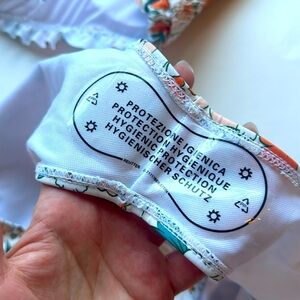 PROTEZIONE IGIENICA
PROTECTION HYGIENIQUE
HYGIENIC PROTECTION
HYGIENISCHER SCHUTZ